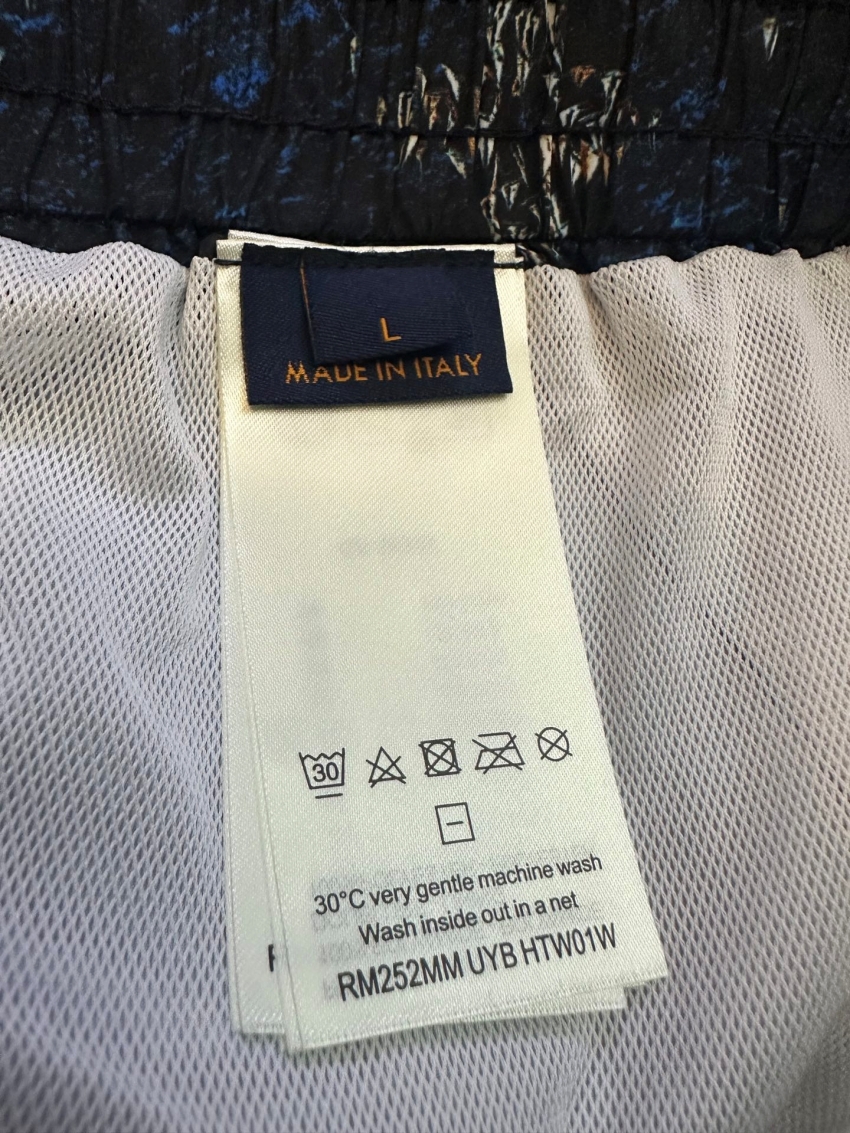 L
MADE IN ITALY
30
30°C very gentle machine wash
Wash inside out in a net
RM252MM UYB HTW01W